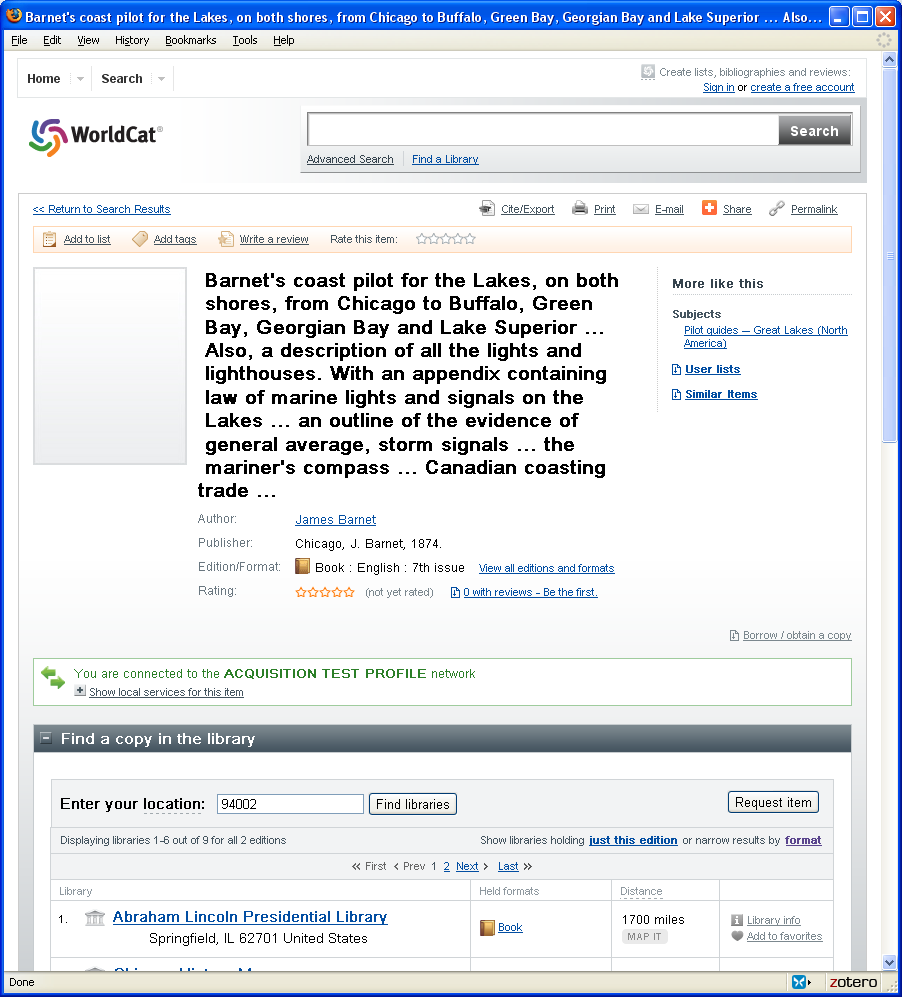 Barnet's coast pilot for the Lakes, on both shores, from Chicago to Buffalo, Green Bay, Georgian Bay and Lake Superior ... Also...
File Edit View History Bookmarks Tools Help
Home Search
Create lists, bibliographies and reviews:
Sign in or create a free account
WorldCat®
Search
Advanced Search Find a Library
<< Return to Search Results Cite/Export Print E-mail Share Permalink
Add to list Add tags Write a review Rate this item:
Barnet's coast pilot for the Lakes, on both
shores, from Chicago to Buffalo, Green
Bay, Georgian Bay and Lake Superior ...
Also, a description of all the lights and
lighthouses. With an appendix containing
law of marine lights and signals on the
Lakes ... an outline of the evidence of
general average, storm signals ... the
mariner's compass ... Canadian coasting
trade ...
More like this
Subjects
Pilot guides -- Great Lakes (North
America)
User lists
Similar Items
Author: James Barnet
Publisher: Chicago, J. Barnet, 1874.
Edition/Format: Book : English : 7th issue View all editions and formats
Rating: (not yet rated) 0 with reviews - Be the first.
Borrow / obtain a copy
You are connected to the ACQUISITION TEST PROFILE network
Show local services for this item
Find a copy in the library
Enter your location: 94002 Find libraries Request item
Displaying libraries 1-6 out of 9 for all 2 editions Show libraries holding just this edition or narrow results by format
<< First < Prev 1 2 Next > Last >>
Library Held formats Distance
1. Abraham Lincoln Presidential Library Book 1700 miles Library info
Springfield, IL 62701 United States MAP IT Add to favorites
Done zotero